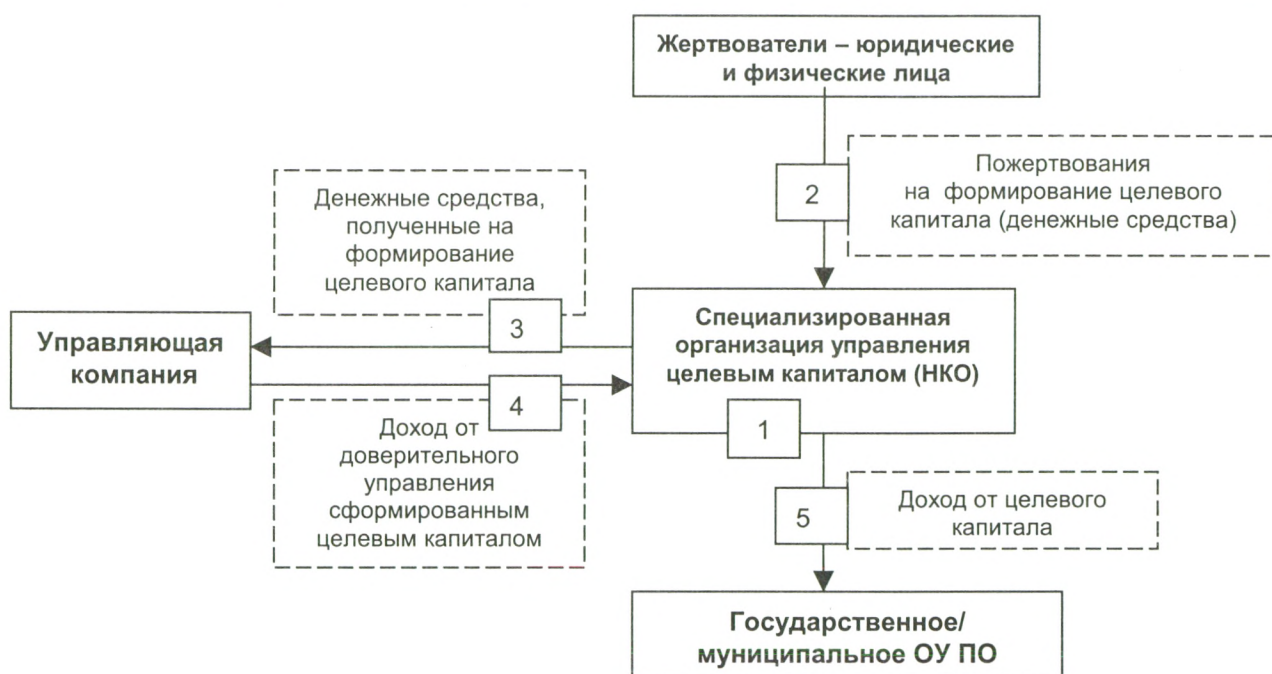 Жертвователи – юридические
и физические лица
2
Пожертвования
на формирование целевого
капитала (денежные средства)
Денежные средства,
полученные на
формирование
целевого капитала
3
Управляющая
компания
Специализированная
организация управления
целевым капиталом (НКО)
4
1
Доход от
доверительного
управления
сформированным
целевым капиталом
5
Доход от целевого
капитала
Государственное/
муниципальное ОУ ПО